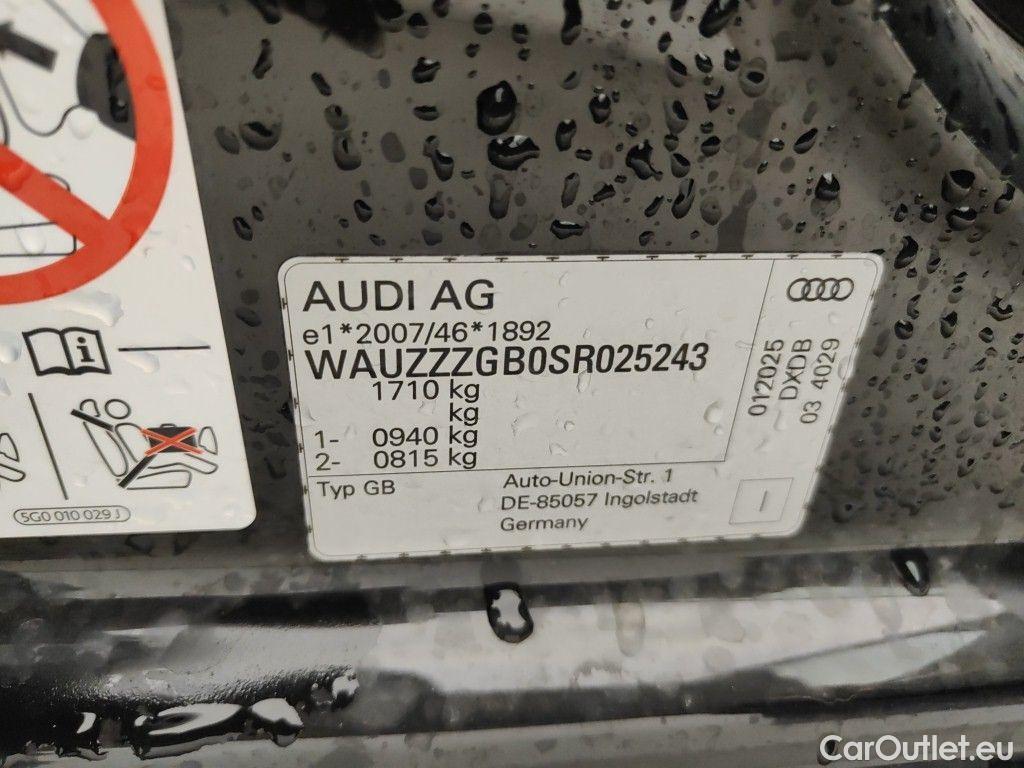 AUDI AG
e1*2007/46*1892
WAUZZZGB0SR025243
1710 kg
kg
1- 0940 kg
2- 0815 kg
Typ GB
Auto-Union-Str. 1
DE-85057 Ingolstadt
Germany
012025
DXDB
03 4029
I
i
5G0 010 029 J
CarOutlet.eu